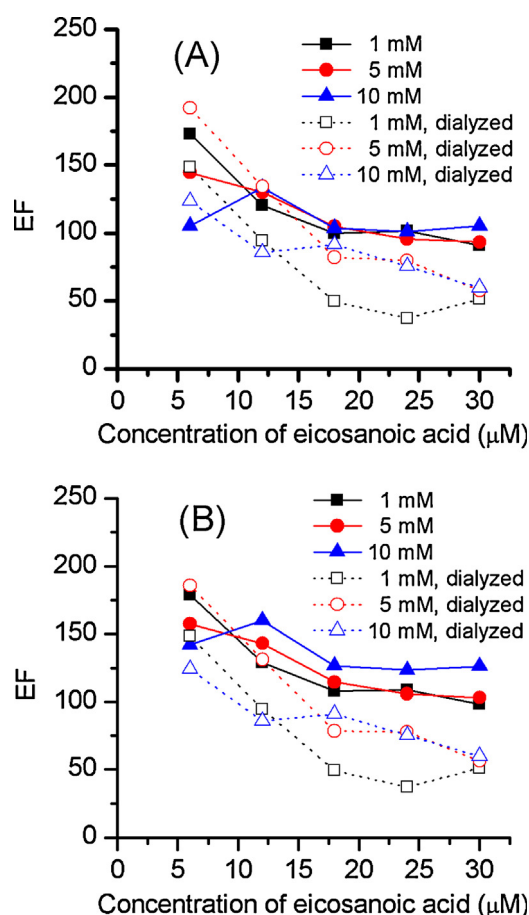 250
200
150
100
50
0
EF
(A)
1 mM
5 mM
10 mM
1 mM, dialyzed
5 mM, dialyzed
10 mM, dialyzed
0 5 10 15 20 25 30
Concentration of eicosanoic acid (μM)
250
200
150
100
50
0
EF
(B)
1 mM
5 mM
10 mM
1 mM, dialyzed
5 mM, dialyzed
10 mM, dialyzed
0 5 10 15 20 25 30
Concentration of eicosanoic acid (μM)